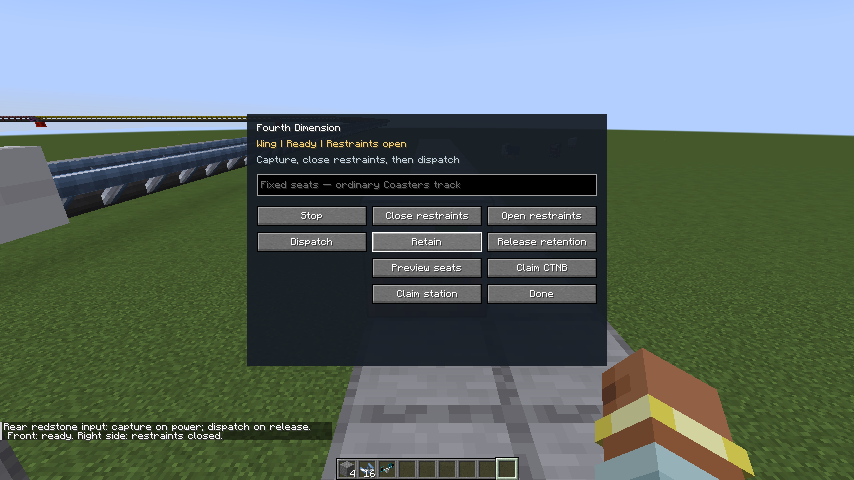 Fourth Dimension
Wing | Ready | Restraints open
Capture, close restraints, then dispatch
Fixed seats — ordinary Coasters track
Stop
Close restraints
Open restraints
Dispatch
Retain
Release retention
Preview seats
Claim CTNB
Claim station
Done
Rear redstone input: capture on power; dispatch on release.
Front: ready. Right side: restraints closed.
4
16